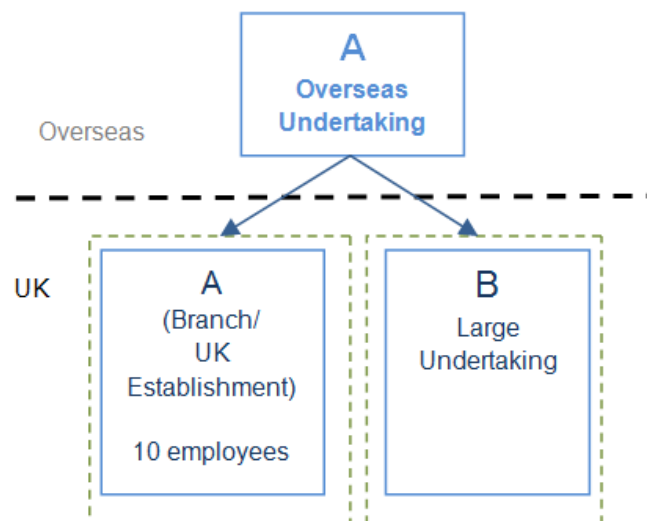 A
Overseas
Undertaking
Overseas
UK
A
(Branch/
UK
Establishment)
10 employees
B
Large
Undertaking